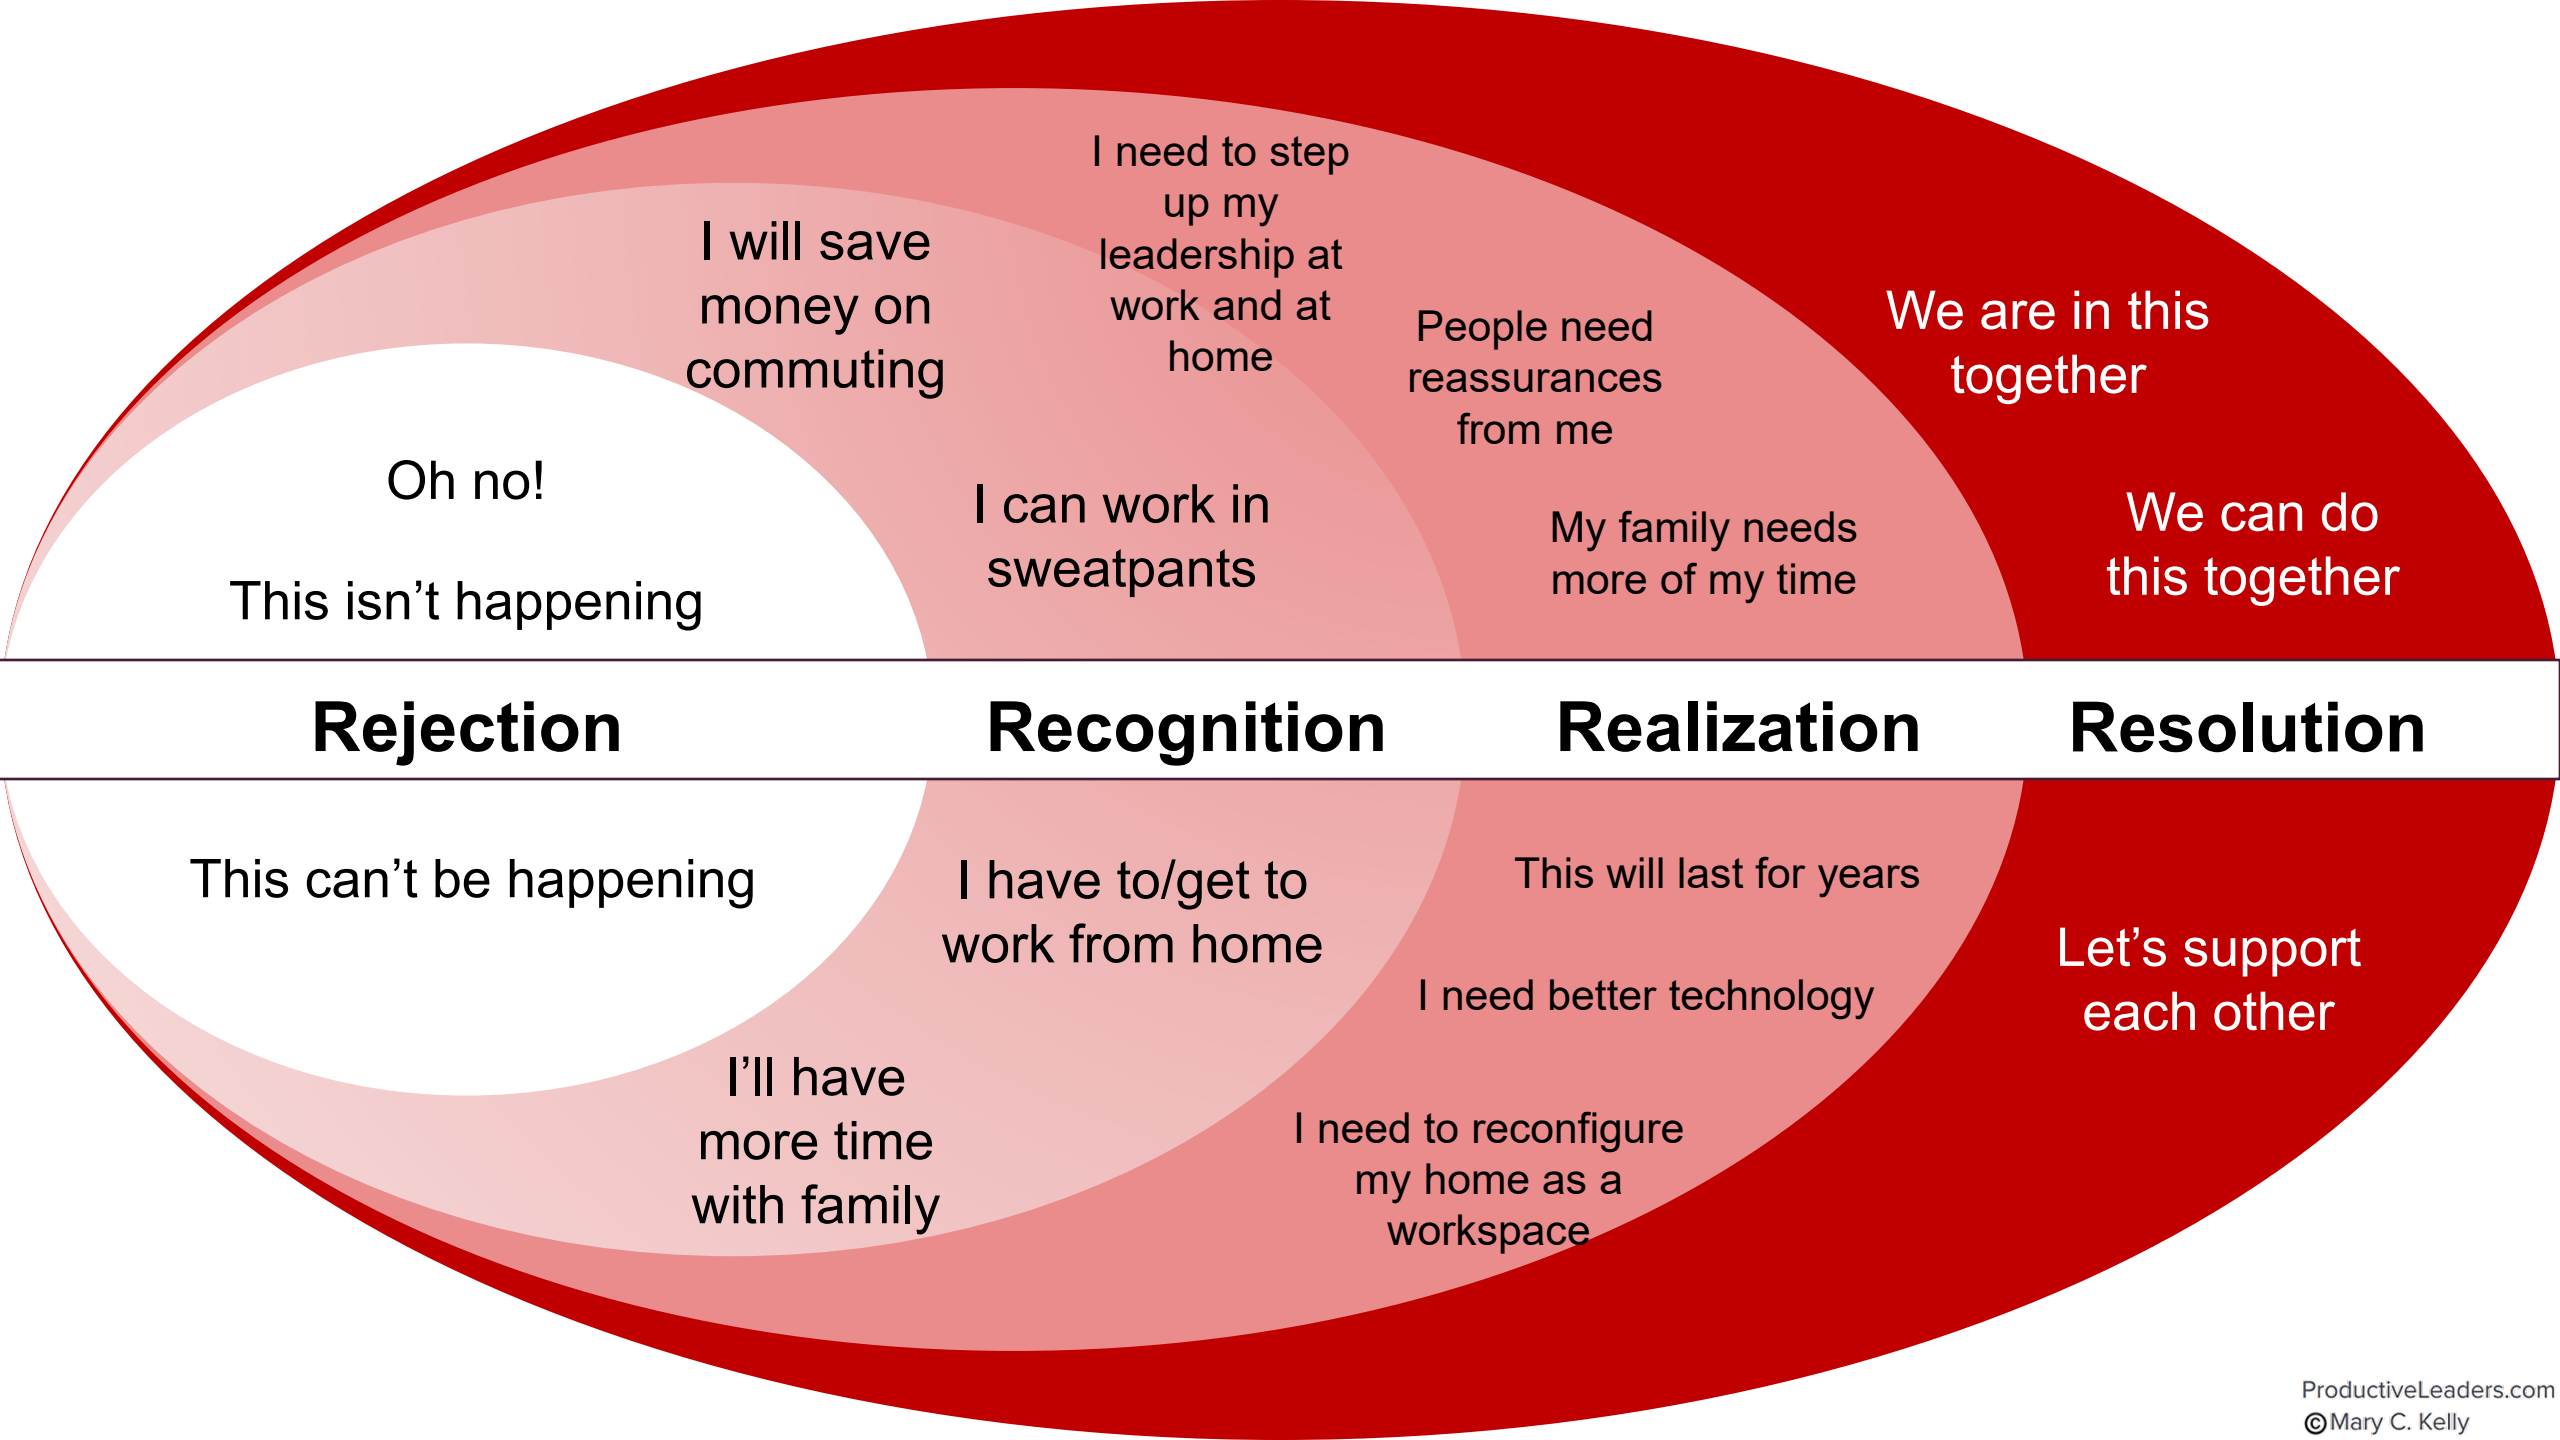 I need to step
up my
leadership at
work and at
home
I will save
money on
commuting
People need
reassurances
from me
We are in this
together
Oh no!
This isn’t happening
I can work in
sweatpants
My family needs
more of my time
We can do
this together
Rejection
Recognition
Realization
Resolution
This can’t be happening
I have to/get to
work from home
This will last for years
I need better technology
Let’s support
each other
I’ll have
more time
with family
I need to reconfigure
my home as a
workspace
ProductiveLeaders.com
©Mary C. Kelly